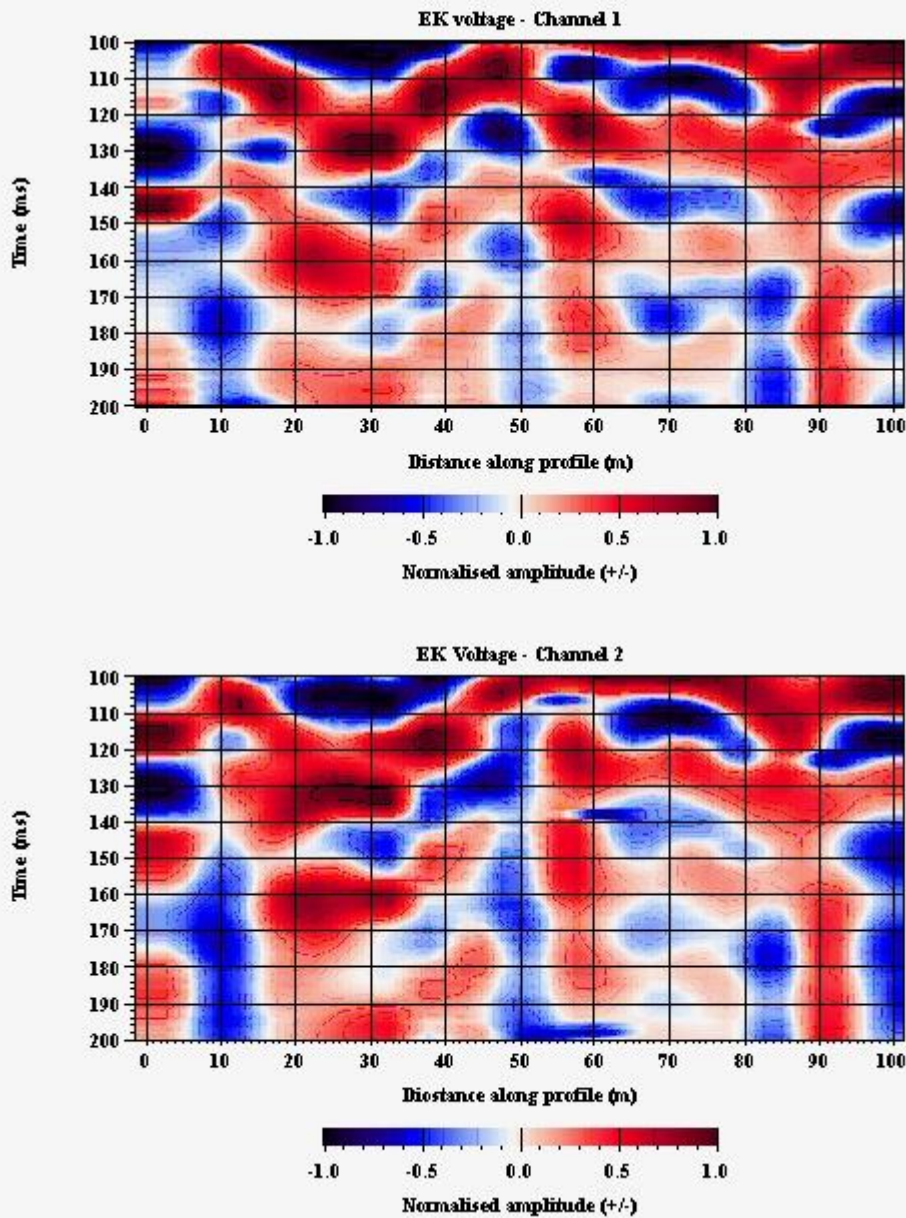 EK voltage - Channel 1
100
110
120
130
140
150
160
170
180
190
200
Time (ms)
0 10 20 30 40 50 60 70 80 90 100
Distance along profile (m)
-1.0 -0.5 0.0 0.5 1.0
Normalised amplitude (+/-)
EK Voltage - Channel 2
100
110
120
130
140
150
160
170
180
190
200
Time (ms)
0 10 20 30 40 50 60 70 80 90 100
Diostance along profile (m)
-1.0 -0.5 0.0 0.5 1.0
Normalised amplitude (+/-)